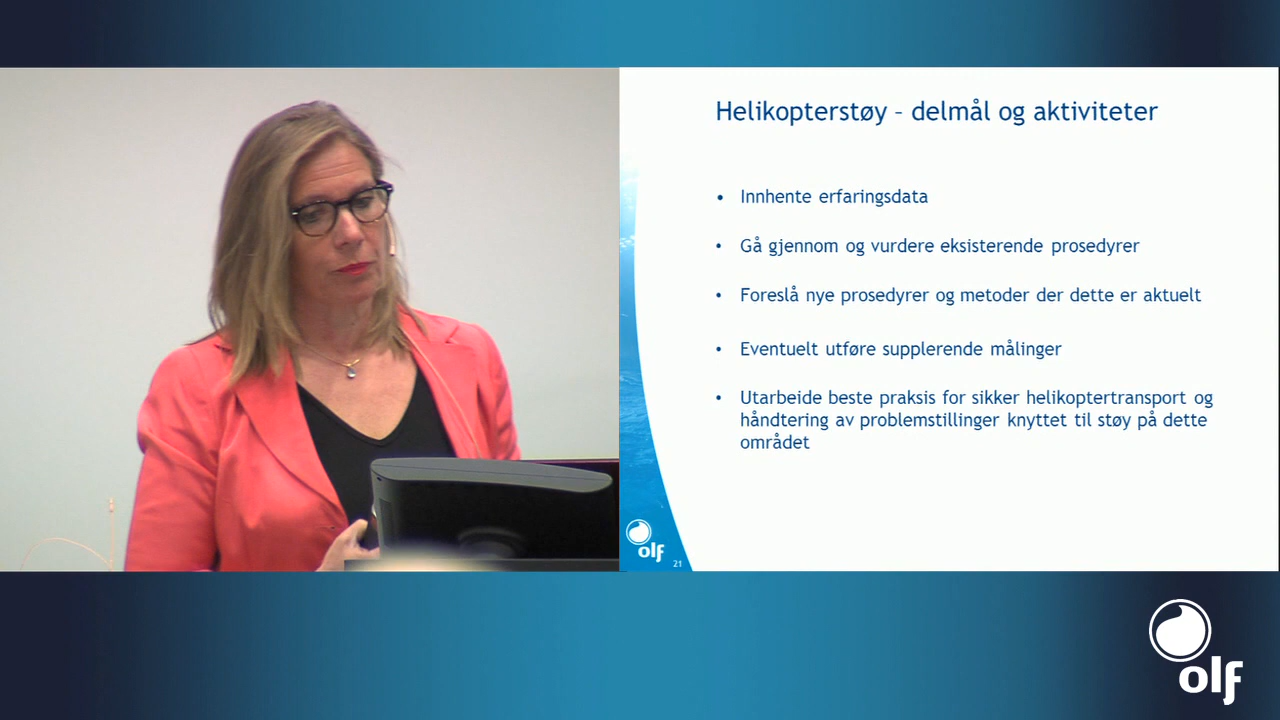 Helikopterstøy – delmål og aktiviteter
• Innhente erfaringsdata
• Gå gjennom og vurdere eksisterende prosedyrer
• Foreslå nye prosedyrer og metoder der dette er aktuelt
• Eventuelt utføre supplerende målinger
• Utarbeide beste praksis for sikker helikoptertransport og
håndtering av problemstillinger knyttet til støy på dette
området
olf
21
olf